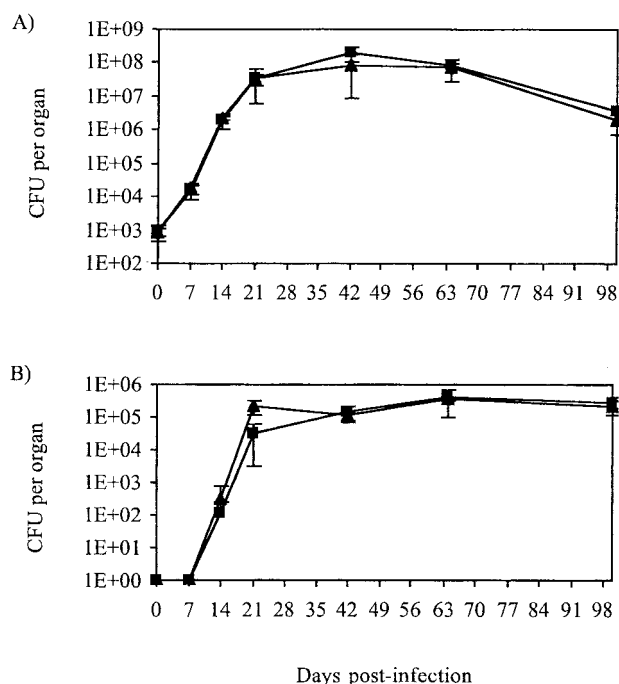 A)
CFU per organ
1E+09
1E+08
1E+07
1E+06
1E+05
1E+04
1E+03
1E+02
0 7 14 21 28 35 42 49 56 63 70 77 84 91 98
B)
CFU per organ
1E+06
1E+05
1E+04
1E+03
1E+02
1E+01
1E+00
0 7 14 21 28 35 42 49 56 63 70 77 84 91 98
Days post-infection